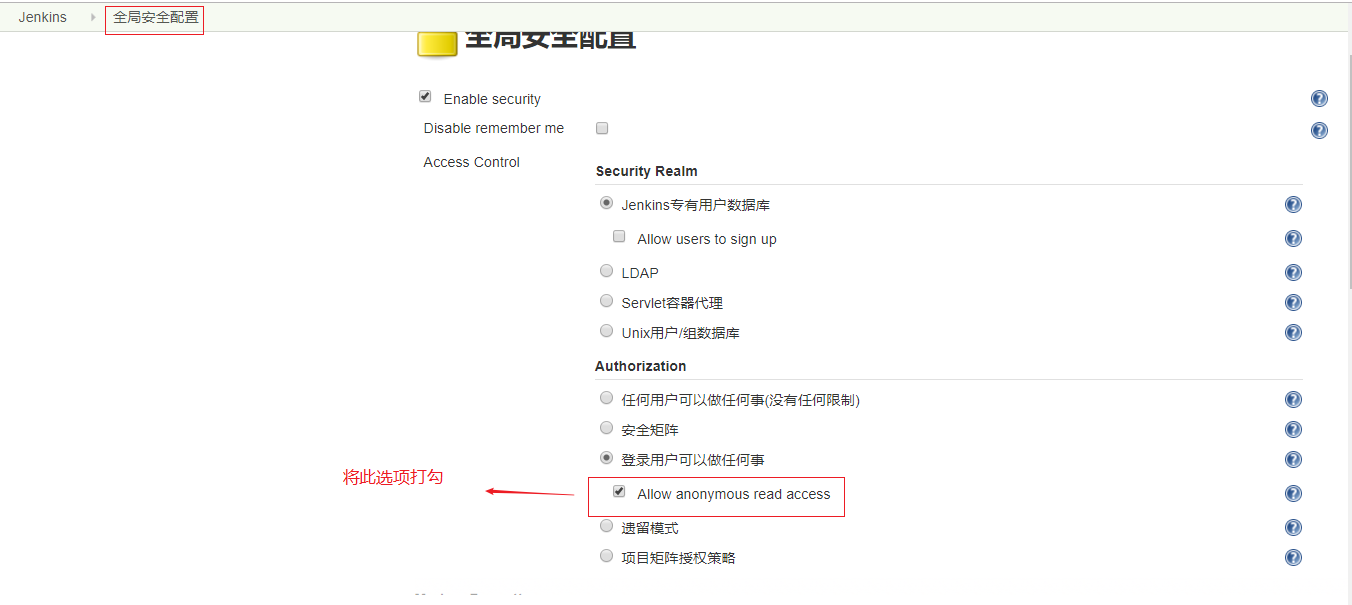 Jenkins 全局安全配置
全局安全配置
Enable security
Disable remember me
Access Control
Security Realm
Jenkins专有用户数据库
Allow users to sign up
LDAP
Servlet容器代理
Unix用户/组数据库
Authorization
任何用户可以做任何事(没有任何限制)
安全矩阵
登录用户可以做任何事
将此选项打勾
Allow anonymous read access
遗留模式
项目矩阵授权策略